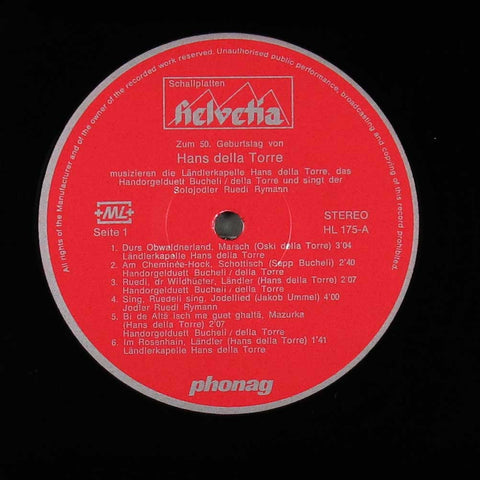 All rights of the Manufacturer and of the owner of the recorded work reserved. Unauthorised public performance, broadcasting and copying of this record prohibited.
Schallplatten
Helvetia
Zum 50. Geburtstag von
Hans della Torre
musizieren die Ländlerkapelle Hans della Torre, das
Handorgelduett Bucheli / della Torre und singt der
Solojodler Ruedi Rymann
+ML+
Seite 1
STEREO
HL 175-A
1. Durs Obwaldnerland, Marsch (Oski della Torre) 3'04
Ländlerkapelle Hans della Torre
2. Am Cheminée-Hock, Schottisch (Sepp Bucheli) 2'40
Handorgelduett Bucheli / della Torre
3. Ruedi, dr Wildhüeter, Ländler (Hans della Torre) 3'07
Handorgelduett Bucheli / della Torre
4. Sing, Ruedeli sing, Jodellied (Jakob Ummel) 4'00
Jodler Ruedi Rymann
5. Bi de Altä isch me guet ghaltä, Mazurka
(Hans della Torre) 2'07
Handorgelduett Bucheli / della Torre
6. Im Rosenhain, Ländler (Hans della Torre) 1'41
Ländlerkapelle Hans della Torre
phonag